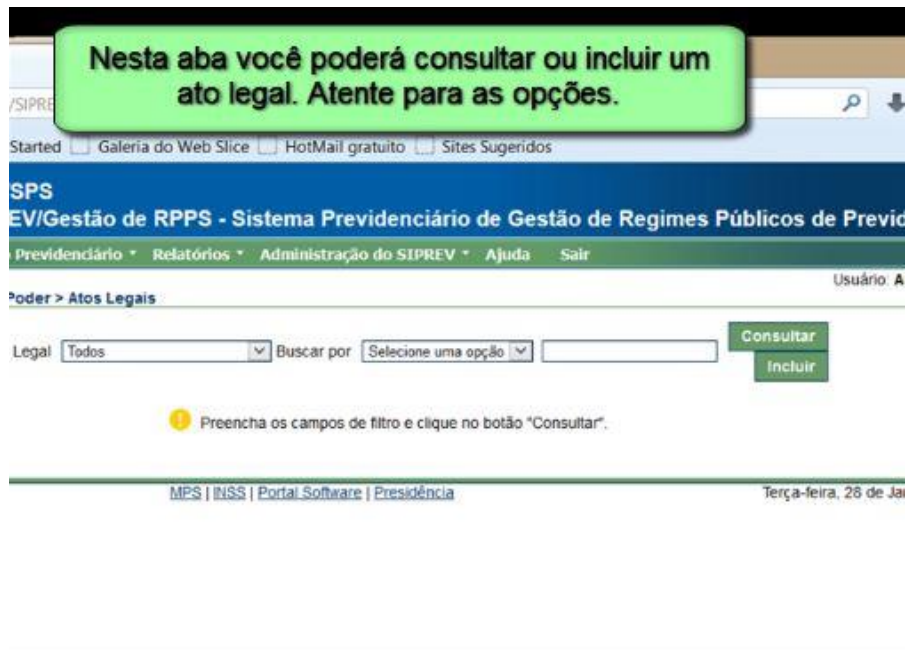 Nesta aba você poderá consultar ou incluir um
ato legal. Atente para as opções.
/SIPRE
Started Galeria do Web Slice HotMail gratuito Sites Sugeridos
SPS
EV/Gestão de RPPS - Sistema Previdenciário de Gestão de Regimes Públicos de Previd
Previdenciário Relatórios Administração do SIPREV Ajuda Sair
Usuário: A
Poder > Atos Legais
Legal Todos Buscar por Selecione uma opção Consultar
Incluir
Preencha os campos de filtro e clique no botão "Consultar".
MPS | INSS | Portal Software | Presidência Terça-feira, 28 de Jan